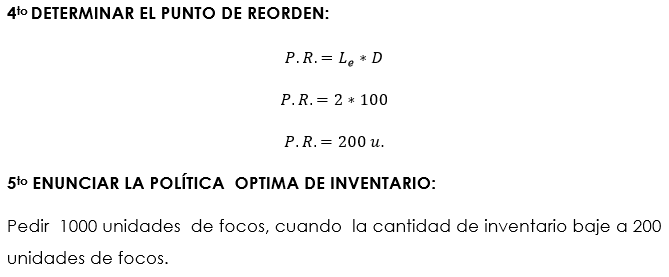 4to DETERMINAR EL PUNTO DE REORDEN:
P.R.= Le * D
P.R.= 2 * 100
P.R.= 200 u.
5to ENUNCIAR LA POLÍTICA OPTIMA DE INVENTARIO:
Pedir 1000 unidades de focos, cuando la cantidad de inventario baje a 200
unidades de focos.